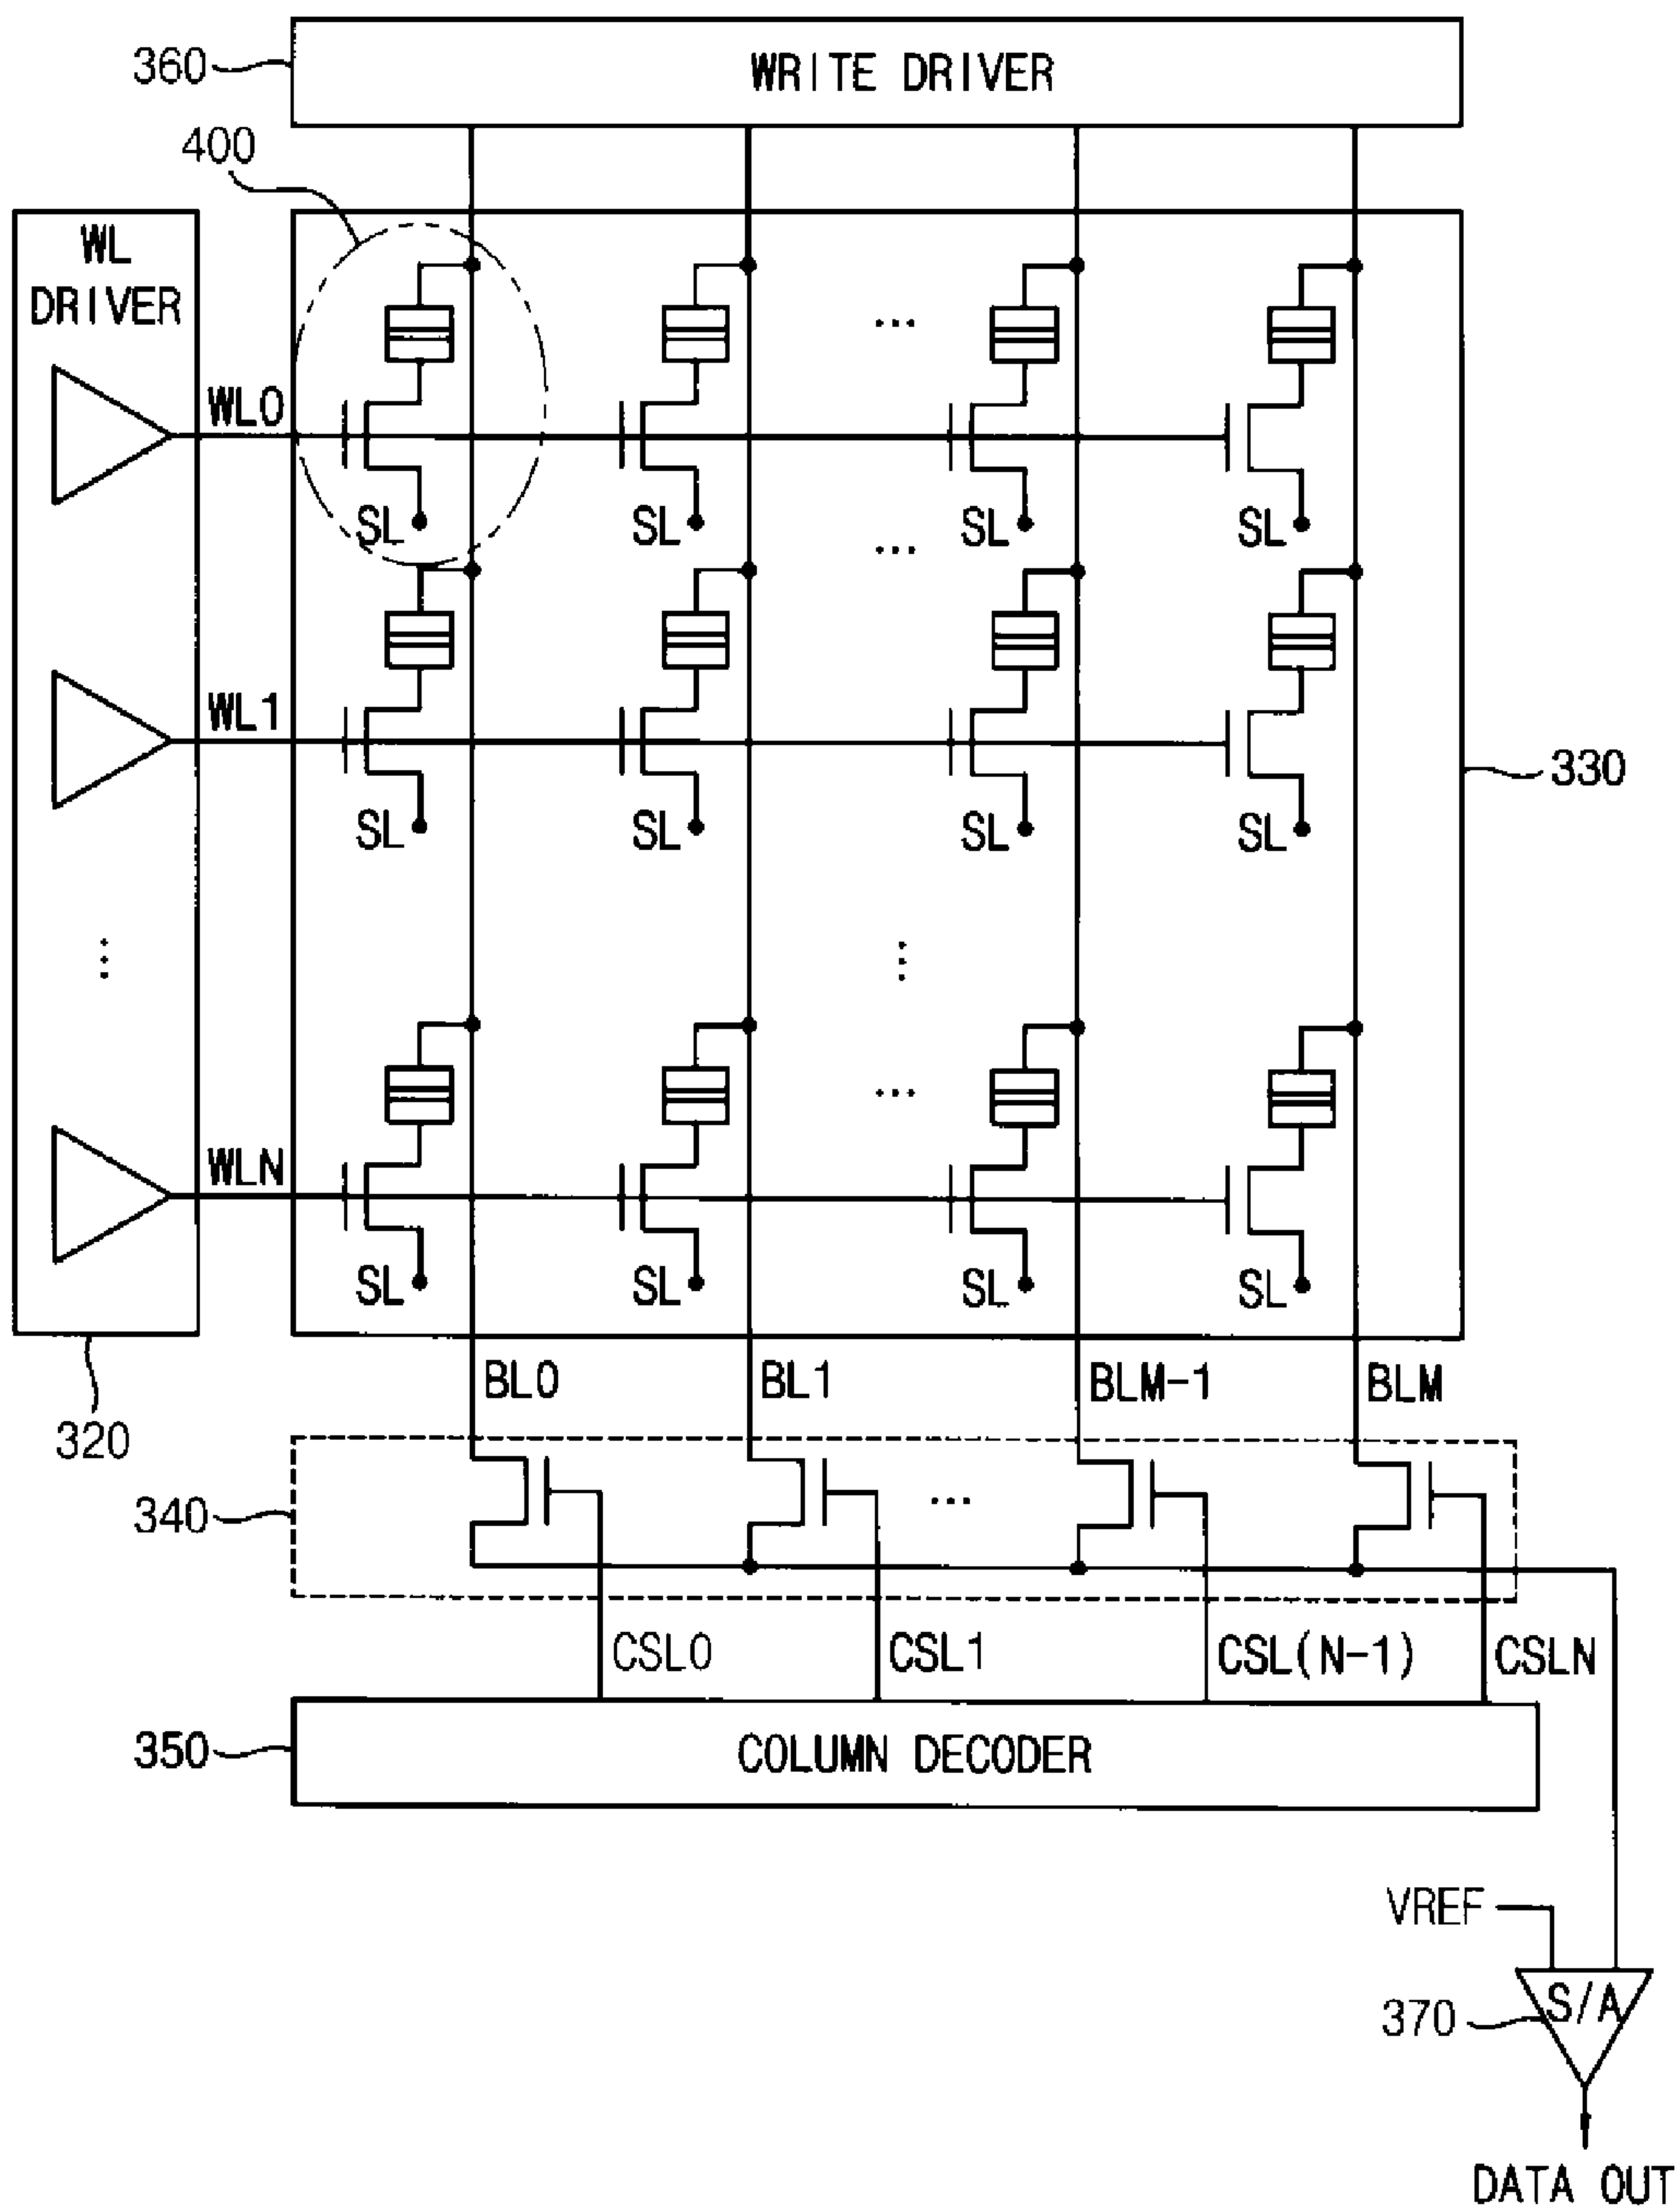 360
WRITE DRIVER
400
WL
DRIVER
WL0
SL SL SL SL
...
...
WL1
330
SL SL SL SL
...
...
...
WLN
SL SL SL SL
BL0 BL1 BLM-1 BLM
320
340
...
CSL0 CSL1 CSL(N-1) CSLN
350
COLUMN DECODER
VREF
S/A
370
DATA OUT